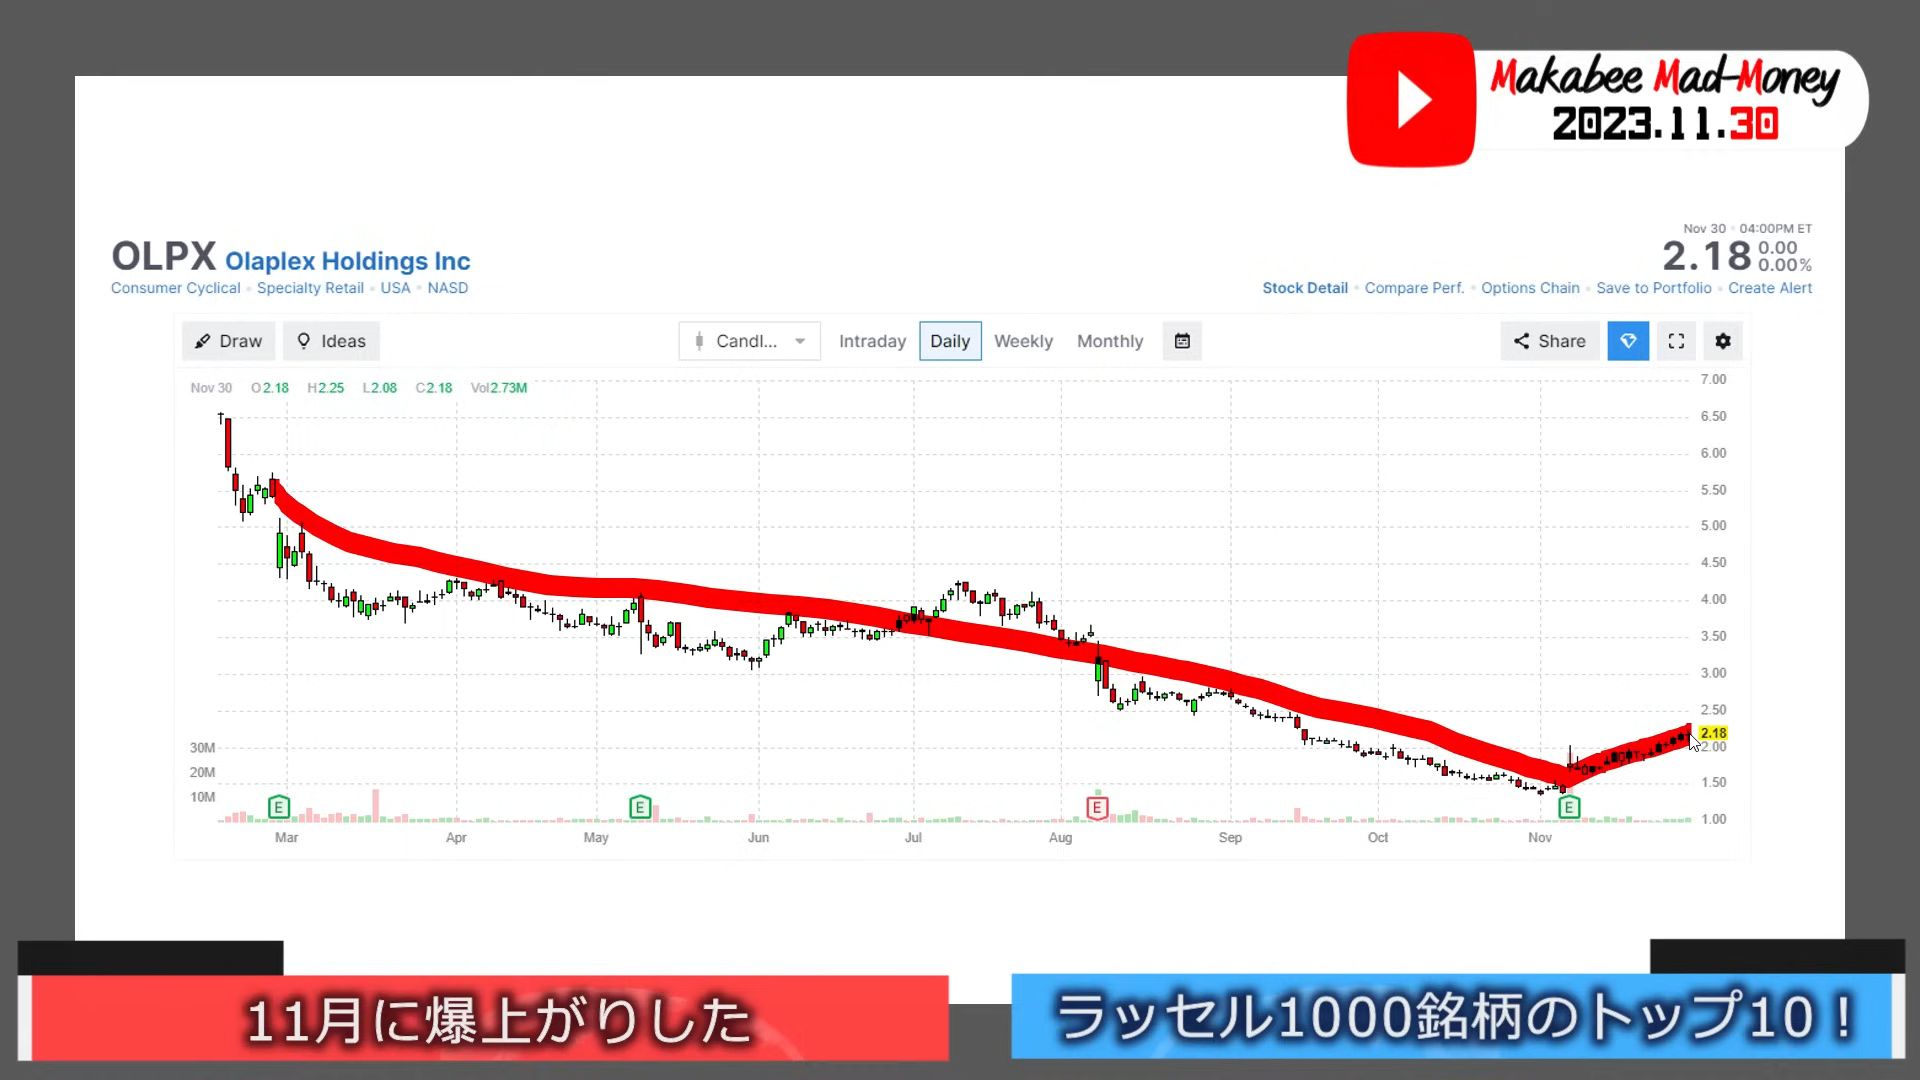 Makabee Mad-Money
2023.11.30
Nov 30 • 04:00PM ET
OLPX Olaplex Holdings Inc
2.18 0.00
0.00%
Consumer Cyclical • Specialty Retail • USA • NASD
Stock Detail • Compare Perf. • Options Chain • Save to Portfolio • Create Alert
Draw Ideas Candl... Intraday Daily Weekly Monthly Share
Nov 30 O2.18 H2.25 L2.08 C2.18 Vol2.73M
7.00
6.50
6.00
5.50
5.00
4.50
4.00
3.50
3.00
2.50
2.18
2.00
1.50
1.00
30M
20M
10M
E E E E
Mar Apr May Jun Jul Aug Sep Oct Nov
11月に爆上がりした
ラッセル1000銘柄のトップ10！